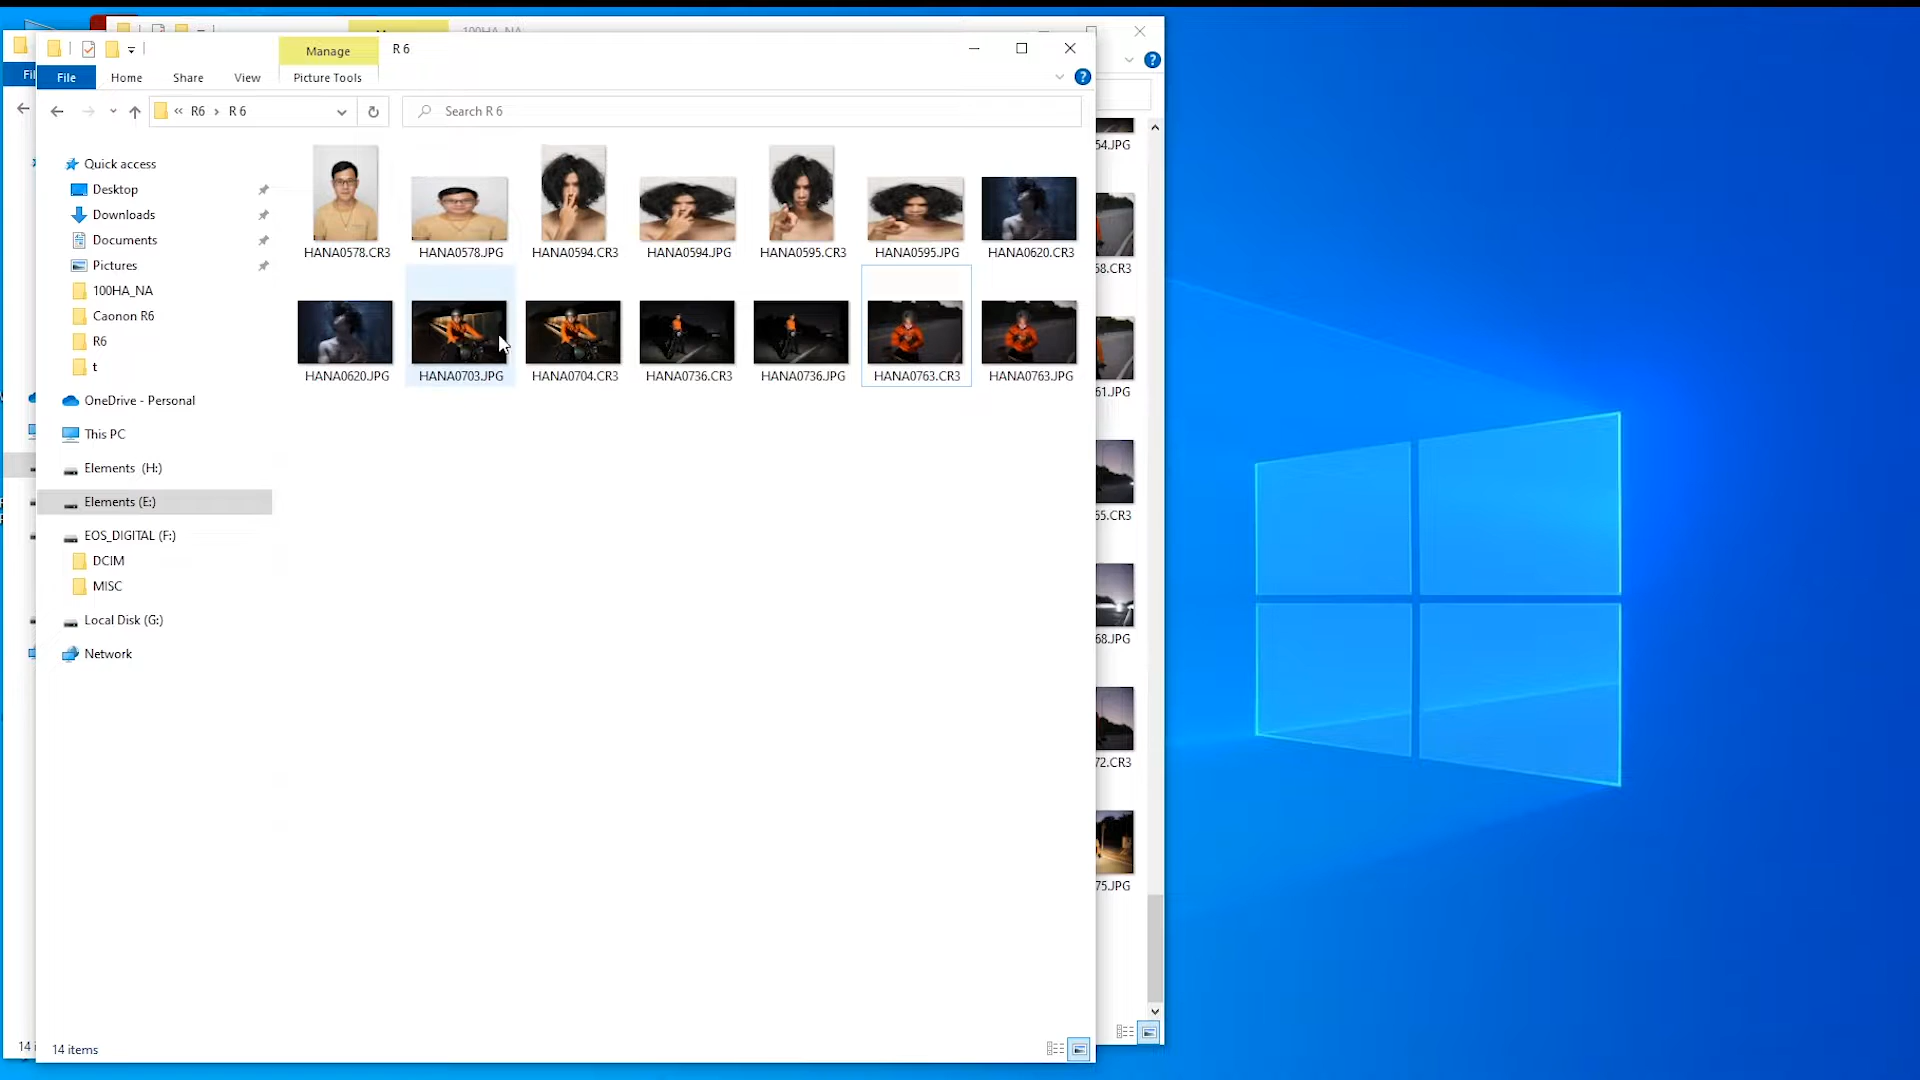 100HA_NA
Manage
R 6
File
Home
Share
View
Picture Tools
« R6 › R 6
Search R 6
Quick access
Desktop
Downloads
Documents
Pictures
100HA_NA
Caonon R6
R6
t
OneDrive - Personal
This PC
Elements (H:)
Elements (E:)
EOS_DIGITAL (F:)
DCIM
MISC
Local Disk (G:)
Network
HANA0578.CR3
HANA0578.JPG
HANA0594.CR3
HANA0594.JPG
HANA0595.CR3
HANA0595.JPG
HANA0620.CR3
HANA0620.JPG
HANA0703.JPG
HANA0704.CR3
HANA0736.CR3
HANA0736.JPG
HANA0763.CR3
HANA0763.JPG
54.JPG
58.CR3
61.JPG
65.CR3
68.JPG
72.CR3
75.JPG
Fil
14 i
14 items